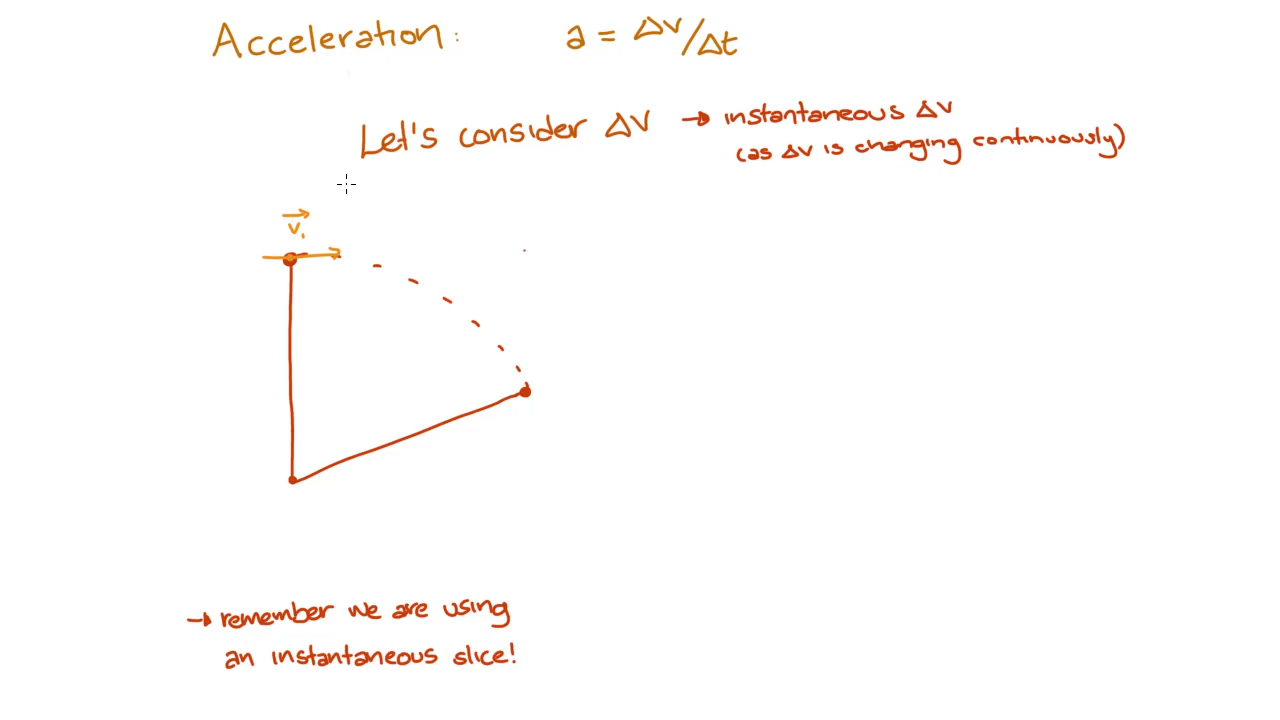 Acceleration: a = Δv/Δt
Let's consider Δv → instantaneous Δv
(as Δv is changing continuously)
v₁
→ remember we are using
an instantaneous slice!